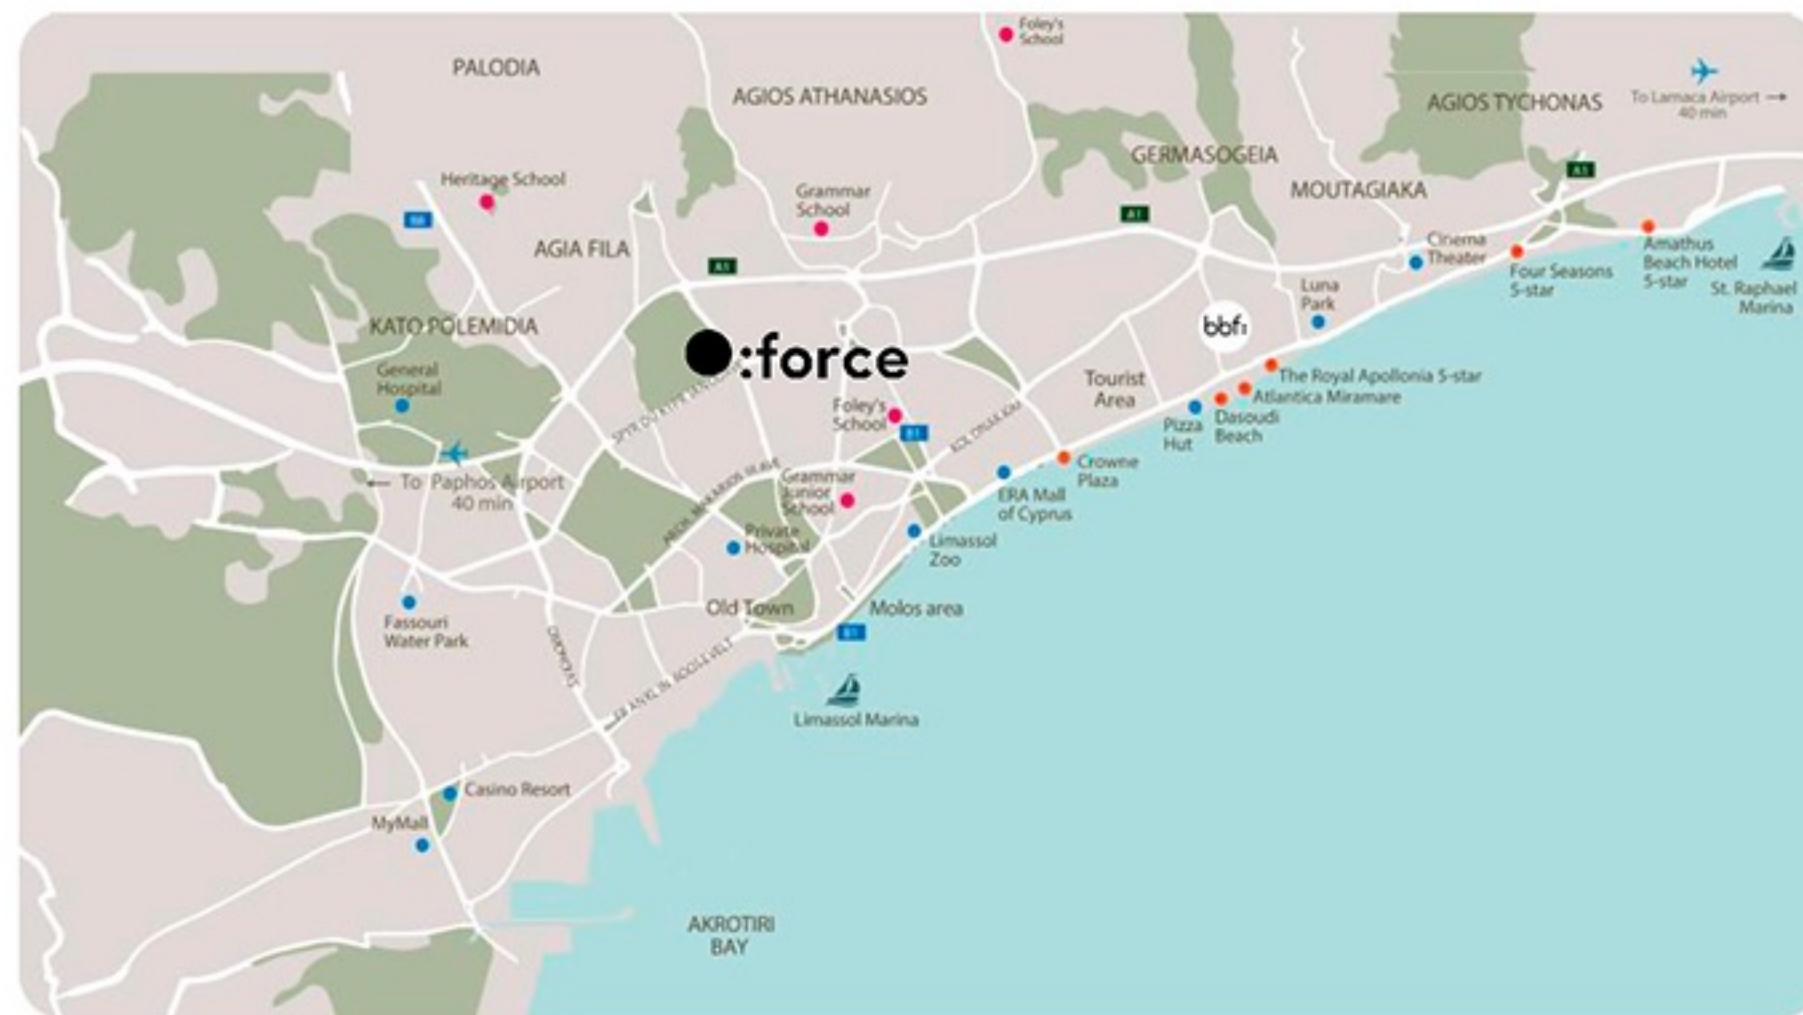 Foley's
School
PALODIA
AGIOS ATHANASIOS
AGIOS TYCHONAS
To Larnaca Airport →
40 min
GERMASOGEIA
A1
Heritage School
Grammar
School
MOUTAGIAKA
A1
AGIA FILA
Cinema
Theater
Amathus
Beach Hotel
5-star
A1
Four Seasons
5-star
St. Raphael
Marina
Luna
Park
KATO POLEMIDIA
bbf:
:force
General
Hospital
Tourist
Area
The Royal Apollonia 5-star
Atlantica Miramare
Foley's
School
B1
Pizza
Hut
Dasoudi
Beach
Crowne
Plaza
← To Paphos Airport
40 min
Grammar
Junior
School
ERA Mall
of Cyprus
Private
Hospital
Limassol
Zoo
Old Town
Molos area
B1
Fassouri
Water Park
OMONOIAS
FRANKLIN ROOSEVELT
Limassol Marina
Casino Resort
MyMall
AKROTIRI
BAY